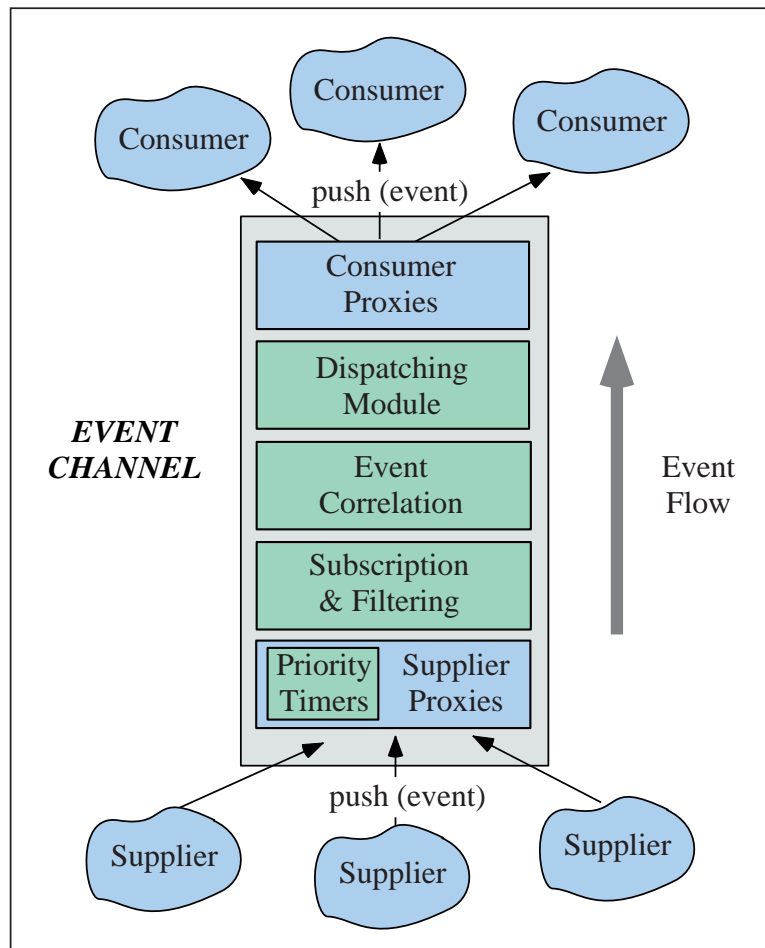 Consumer
Consumer
Consumer
push (event)
Consumer
Proxies
Dispatching
Module
EVENT
CHANNEL
Event
Correlation
Event
Flow
Subscription
& Filtering
Priority
Timers
Supplier
Proxies
push (event)
Supplier
Supplier
Supplier